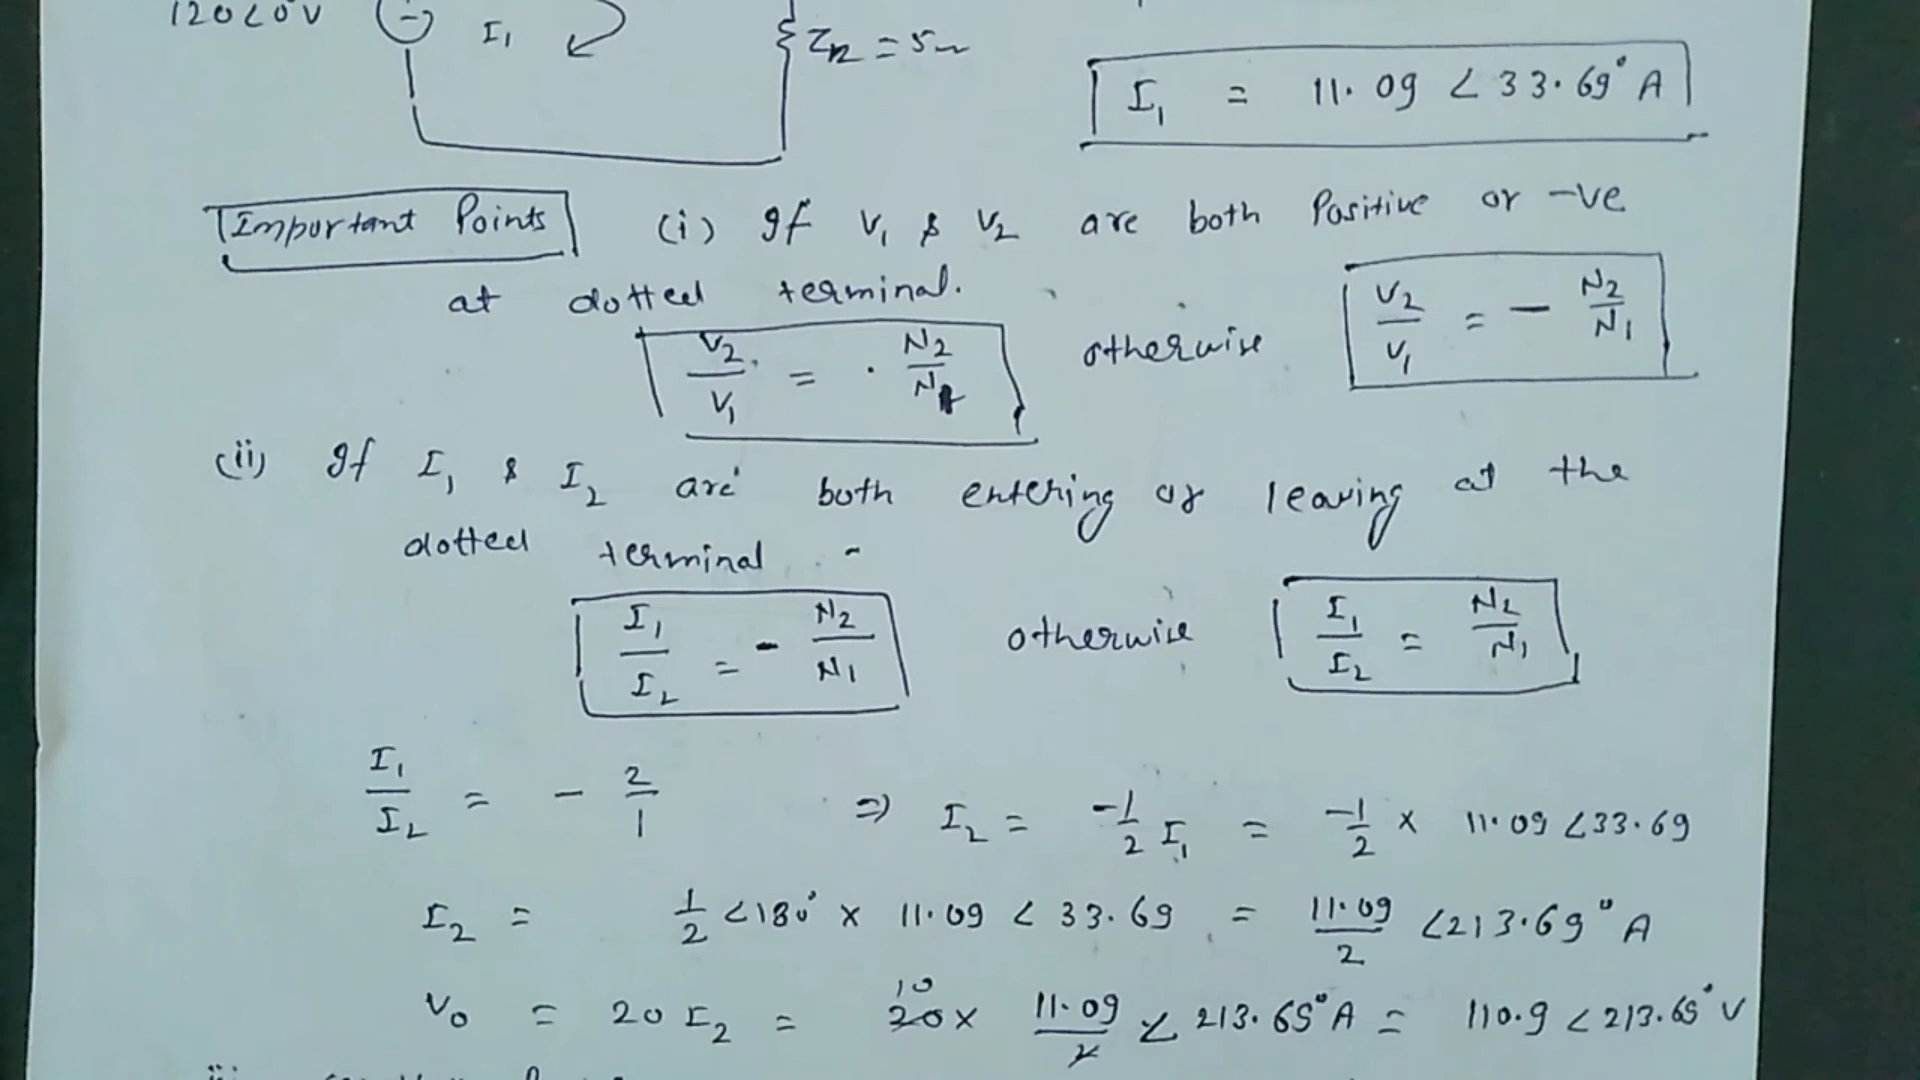 120∠0 V I₁ Z_R = 5Ω
I₁ = 11.09 ∠33.69° A
Important Points (i) If V₁ & V₂ are both Positive or -ve
at dotted terminal.
V₂/V₁ = N₂/N₁ otherwise V₂/V₁ = - N₂/N₁
(ii) If I₁ & I₂ are both entering or leaving at the
dotted terminal
I₁/I₂ = - N₂/N₁ otherwise I₁/I₂ = N₂/N₁
I₁/I₂ = - 2/1 ⇒ I₂ = -1/2 I₁ = -1/2 × 11.09 ∠33.69
I₂ = 1/2 ∠180° × 11.09 ∠33.69 = 11.09/2 ∠213.69° A
V₀ = 20 I₂ = 20 × 11.09/2 ∠213.69° A = 110.9 ∠213.69° V